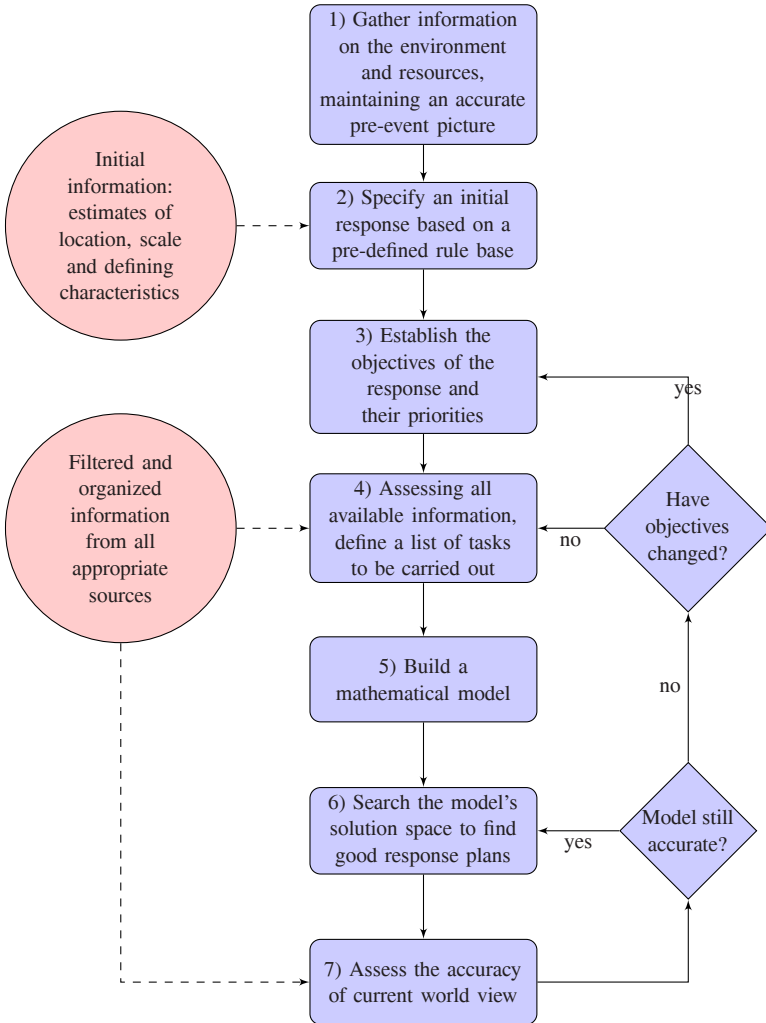 1) Gather information
on the environment
and resources,
maintaining an accurate
pre-event picture
Initial
information:
estimates of
location, scale
and defining
characteristics
2) Specify an initial
response based on a
pre-defined rule base
3) Establish the
objectives of the
response and
their priorities
yes
Filtered and
organized
information
from all
appropriate
sources
4) Assessing all
available information,
define a list of tasks
to be carried out
no
Have
objectives
changed?
5) Build a
mathematical model
no
6) Search the model's
solution space to find
good response plans
yes
Model still
accurate?
7) Assess the accuracy
of current world view